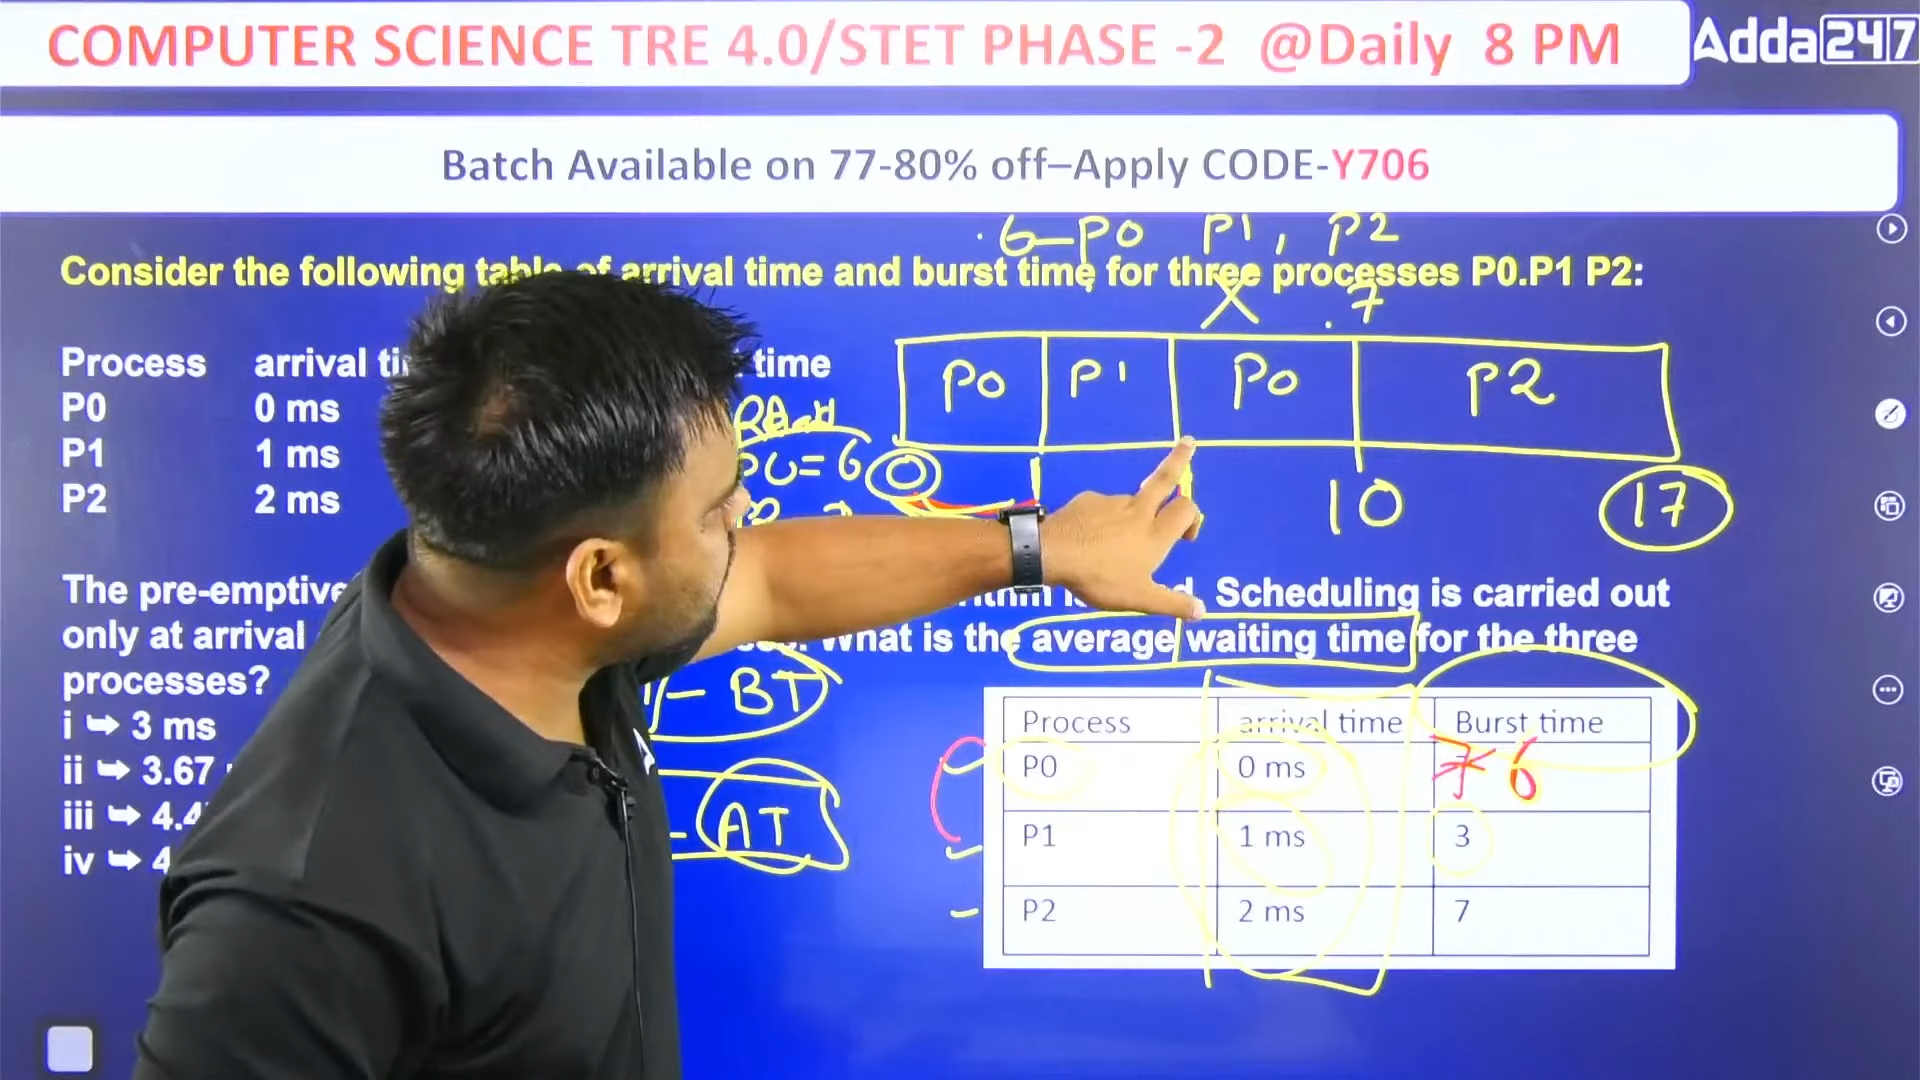 COMPUTER SCIENCE TRE 4.0/STET PHASE -2 @Daily 8 PM
Adda247
Batch Available on 77-80% off–Apply CODE-Y706
6-P0 P1, P2
Consider the following table of arrival time and burst time for three processes P0.P1 P2:
X .7
Process arrival time
P0 0 ms
P1 1 ms
P2 2 ms
P0 P1 P0 P2
P0=6
0 10 17
The pre-emptive Scheduling is carried out
only at arrival What is the average waiting time for the three
processes?
- BT
i ➥ 3 ms
ii ➥ 3.67
iii ➥ 4.4
iv ➥ 4
- AT
Process arrival time Burst time
P0 0 ms 7 6
P1 1 ms 3
P2 2 ms 7